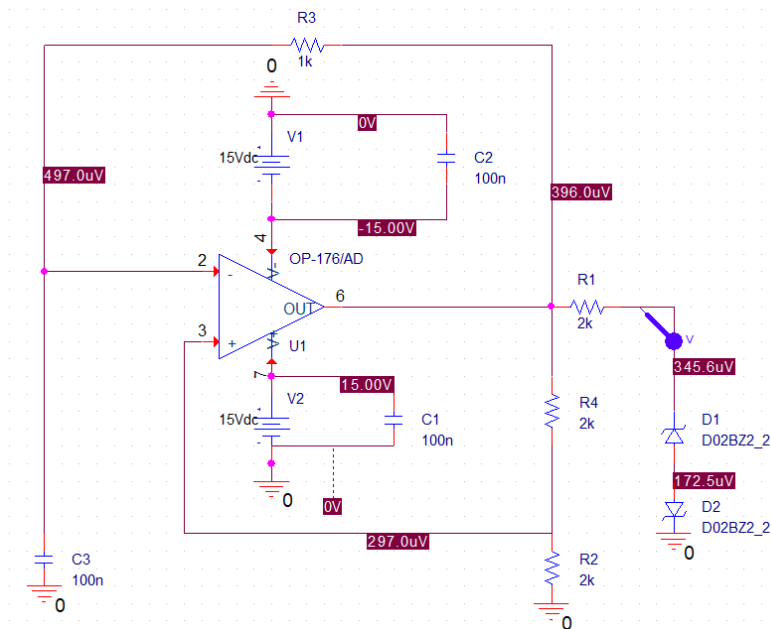 R3
1k
0
0V
V1
15Vdc
C2
100n
497.0uV
396.0uV
-15.00V
4
OP-176/AD
2
-
V-
R1
2k
OUT
6
V
3
+
V+
U1
345.6uV
7
15.00V
V2
15Vdc
C1
100n
R4
2k
D1
D02BZ2_2
172.5uV
0
0V
D2
D02BZ2_2
297.0uV
0
C3
100n
R2
2k
0
0